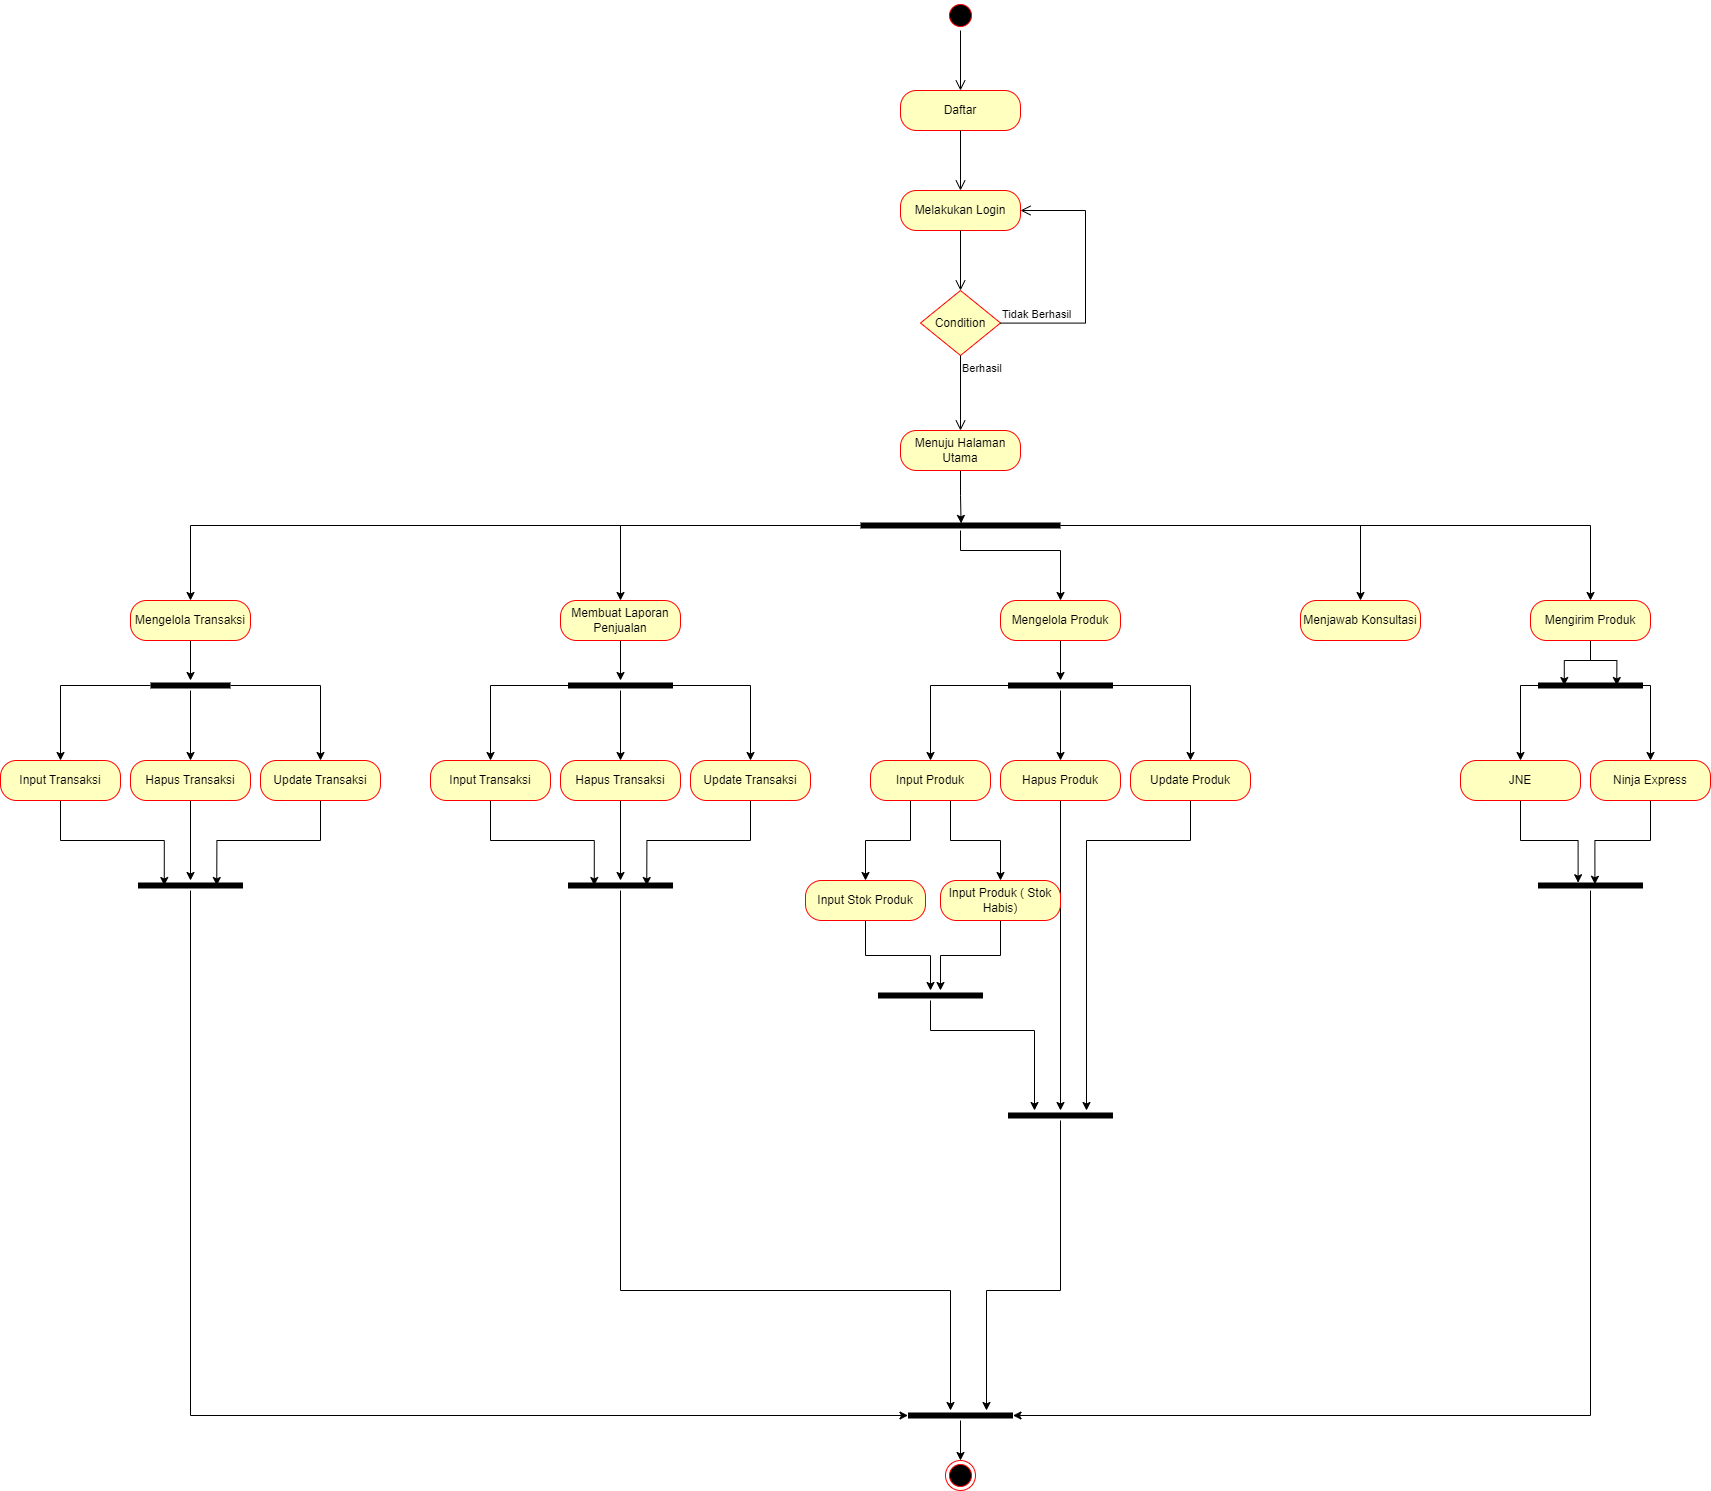 Daftar
Melakukan Login
Condition
Tidak Berhasil
Berhasil
Menuju Halaman
Utama
Mengelola Transaksi
Membuat Laporan
Penjualan
Mengelola Produk
Menjawab Konsultasi
Mengirim Produk
Input Transaksi
Hapus Transaksi
Update Transaksi
Input Transaksi
Hapus Transaksi
Update Transaksi
Input Produk
Hapus Produk
Update Produk
JNE
Ninja Express
Input Stok Produk
Input Produk ( Stok
Habis)